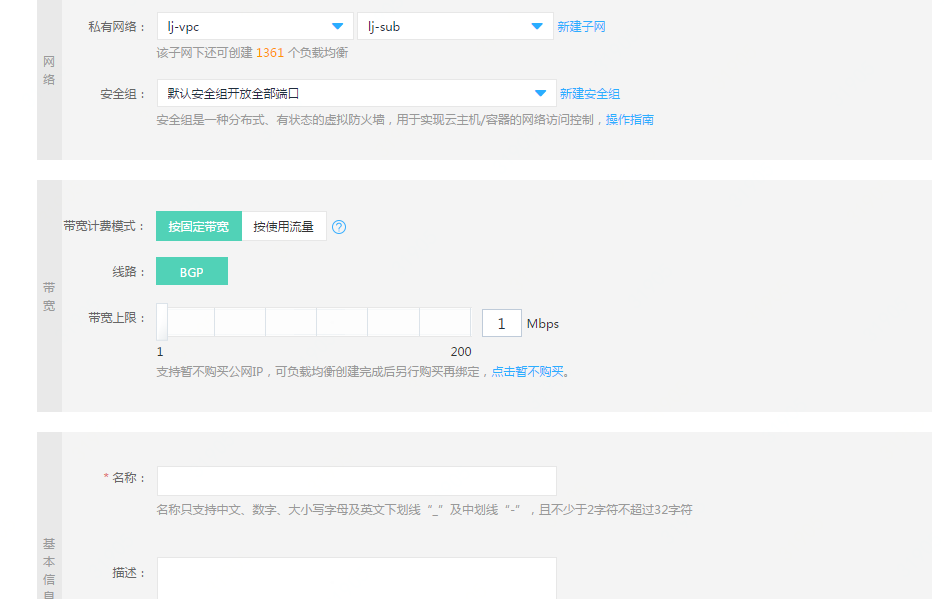 网络
私有网络： lj-vpc lj-sub 新建子网
该子网下还可创建 1361 个负载均衡
安全组： 默认安全组开放全部端口 新建安全组
安全组是一种分布式、有状态的虚拟防火墙，用于实现云主机/容器的网络访问控制，操作指南
带宽
带宽计费模式： 按固定带宽 按使用流量 ?
线路： BGP
带宽上限： 1 Mbps
1 200
支持暂不购买公网IP，可负载均衡创建完成后另行购买再绑定，点击暂不购买。
基本信息
* 名称：
名称只支持中文、数字、大小写字母及英文下划线“_”及中划线“-”，且不少于2字符不超过32字符
描述：